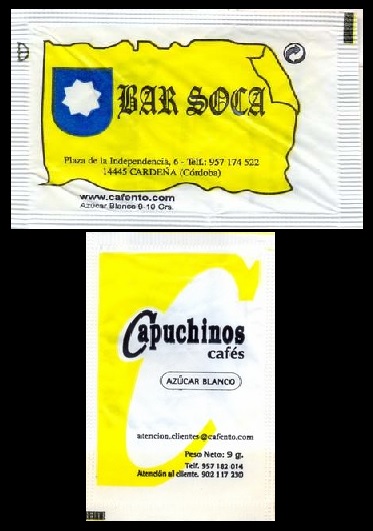 BAR SOCA
Plaza de la Independencia, 6 - Telf.: 957 174 522
14445 CARDEÑA (Córdoba)
www.cafento.com
Azúcar Blanco 8-10 Grs.
Capuchinos
cafés
AZÚCAR BLANCO
atencion.clientes@cafento.com
Peso Neto: 9 g.
Telf. 957 182 014
Atención al cliente. 902 117 230